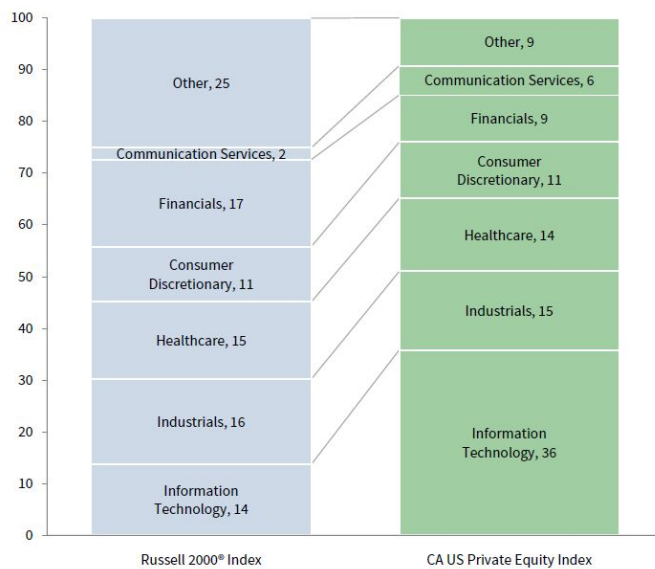 100
90
80
70
60
50
40
30
20
10
0
Other, 25
Communication Services, 2
Financials, 17
Consumer
Discretionary, 11
Healthcare, 15
Industrials, 16
Information
Technology, 14
Other, 9
Communication Services, 6
Financials, 9
Consumer
Discretionary, 11
Healthcare, 14
Industrials, 15
Information
Technology, 36
Russell 2000® Index
CA US Private Equity Index